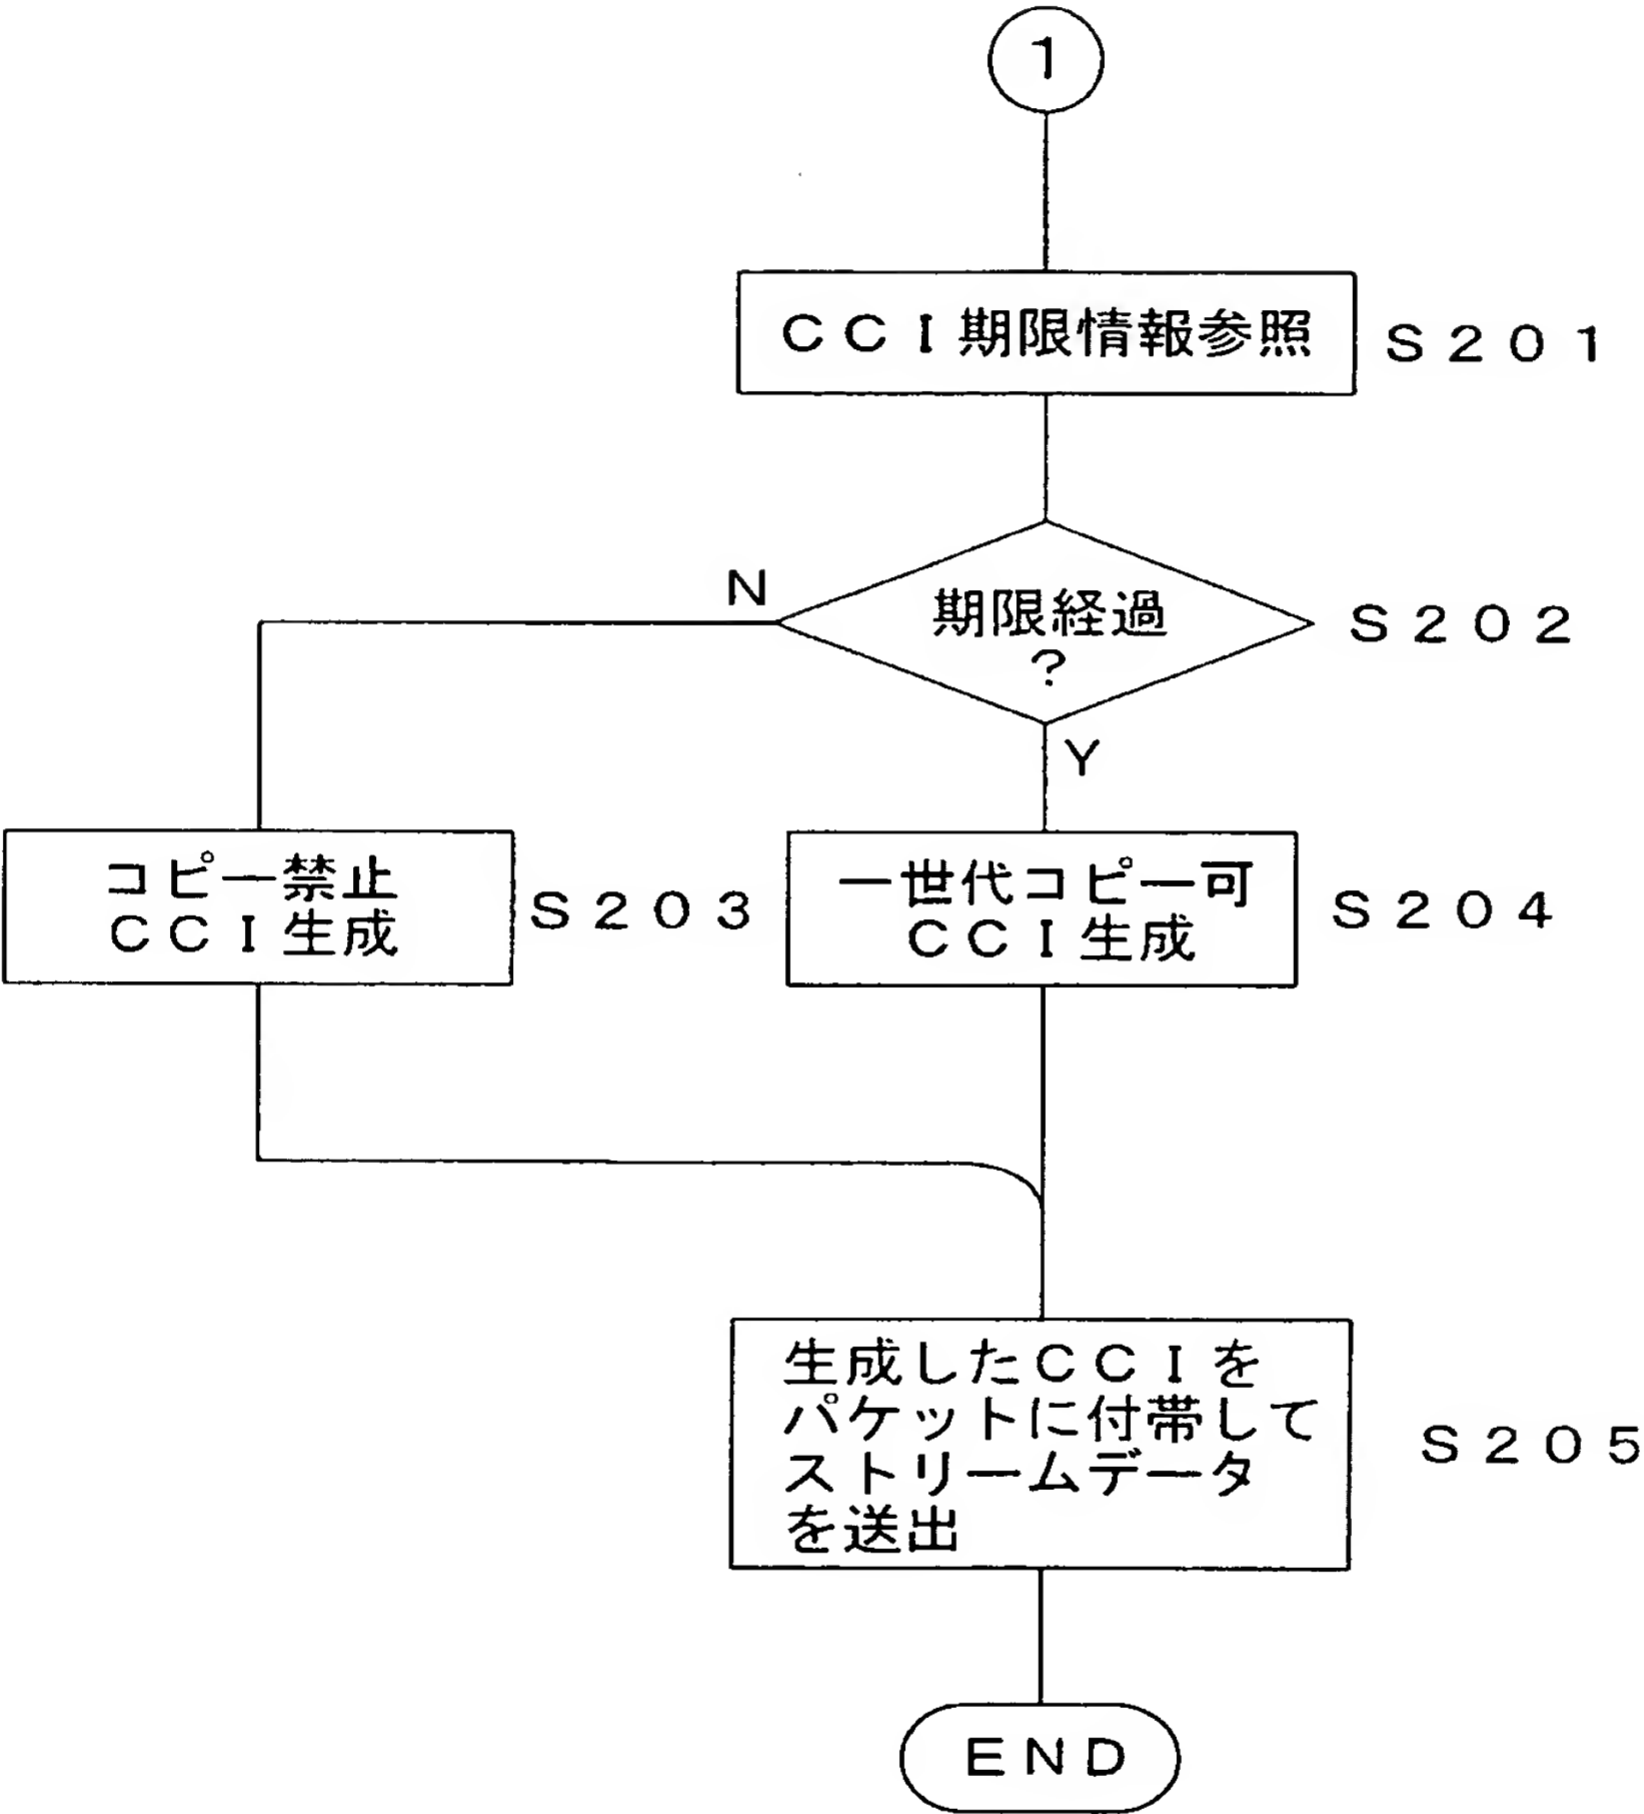 1
CCI期限情報参照
S201
N
期限経過
?
S202
Y
コピー禁止
CCI生成
S203
一世代コピー可
CCI生成
S204
生成したCCIを
パケットに付帯して
ストリームデータ
を送出
S205
END